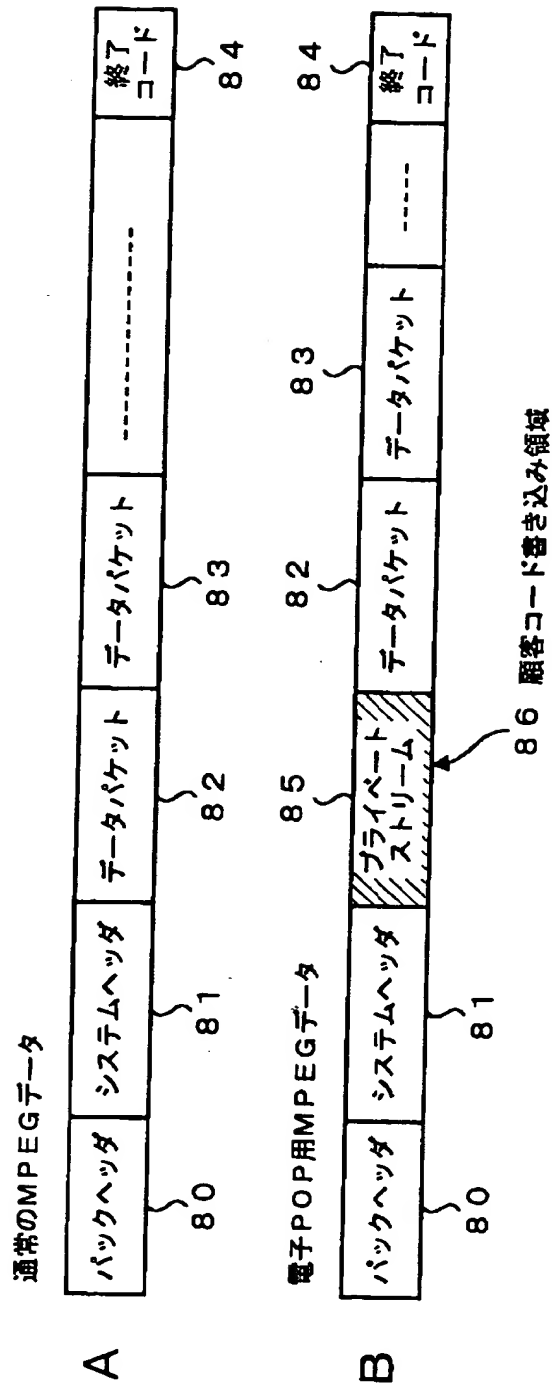 A
通常のMPEGデータ
パックヘッダ
システムヘッダ
データパケット
データパケット
----------------
終了
コード
80
81
82
83
84
B
電子POP用MPEGデータ
85
82
83
84
パックヘッダ
システムヘッダ
プライベート
ストリーム
データパケット
データパケット
-----
終了
コード
80
81
86 顧客コード書き込み領域